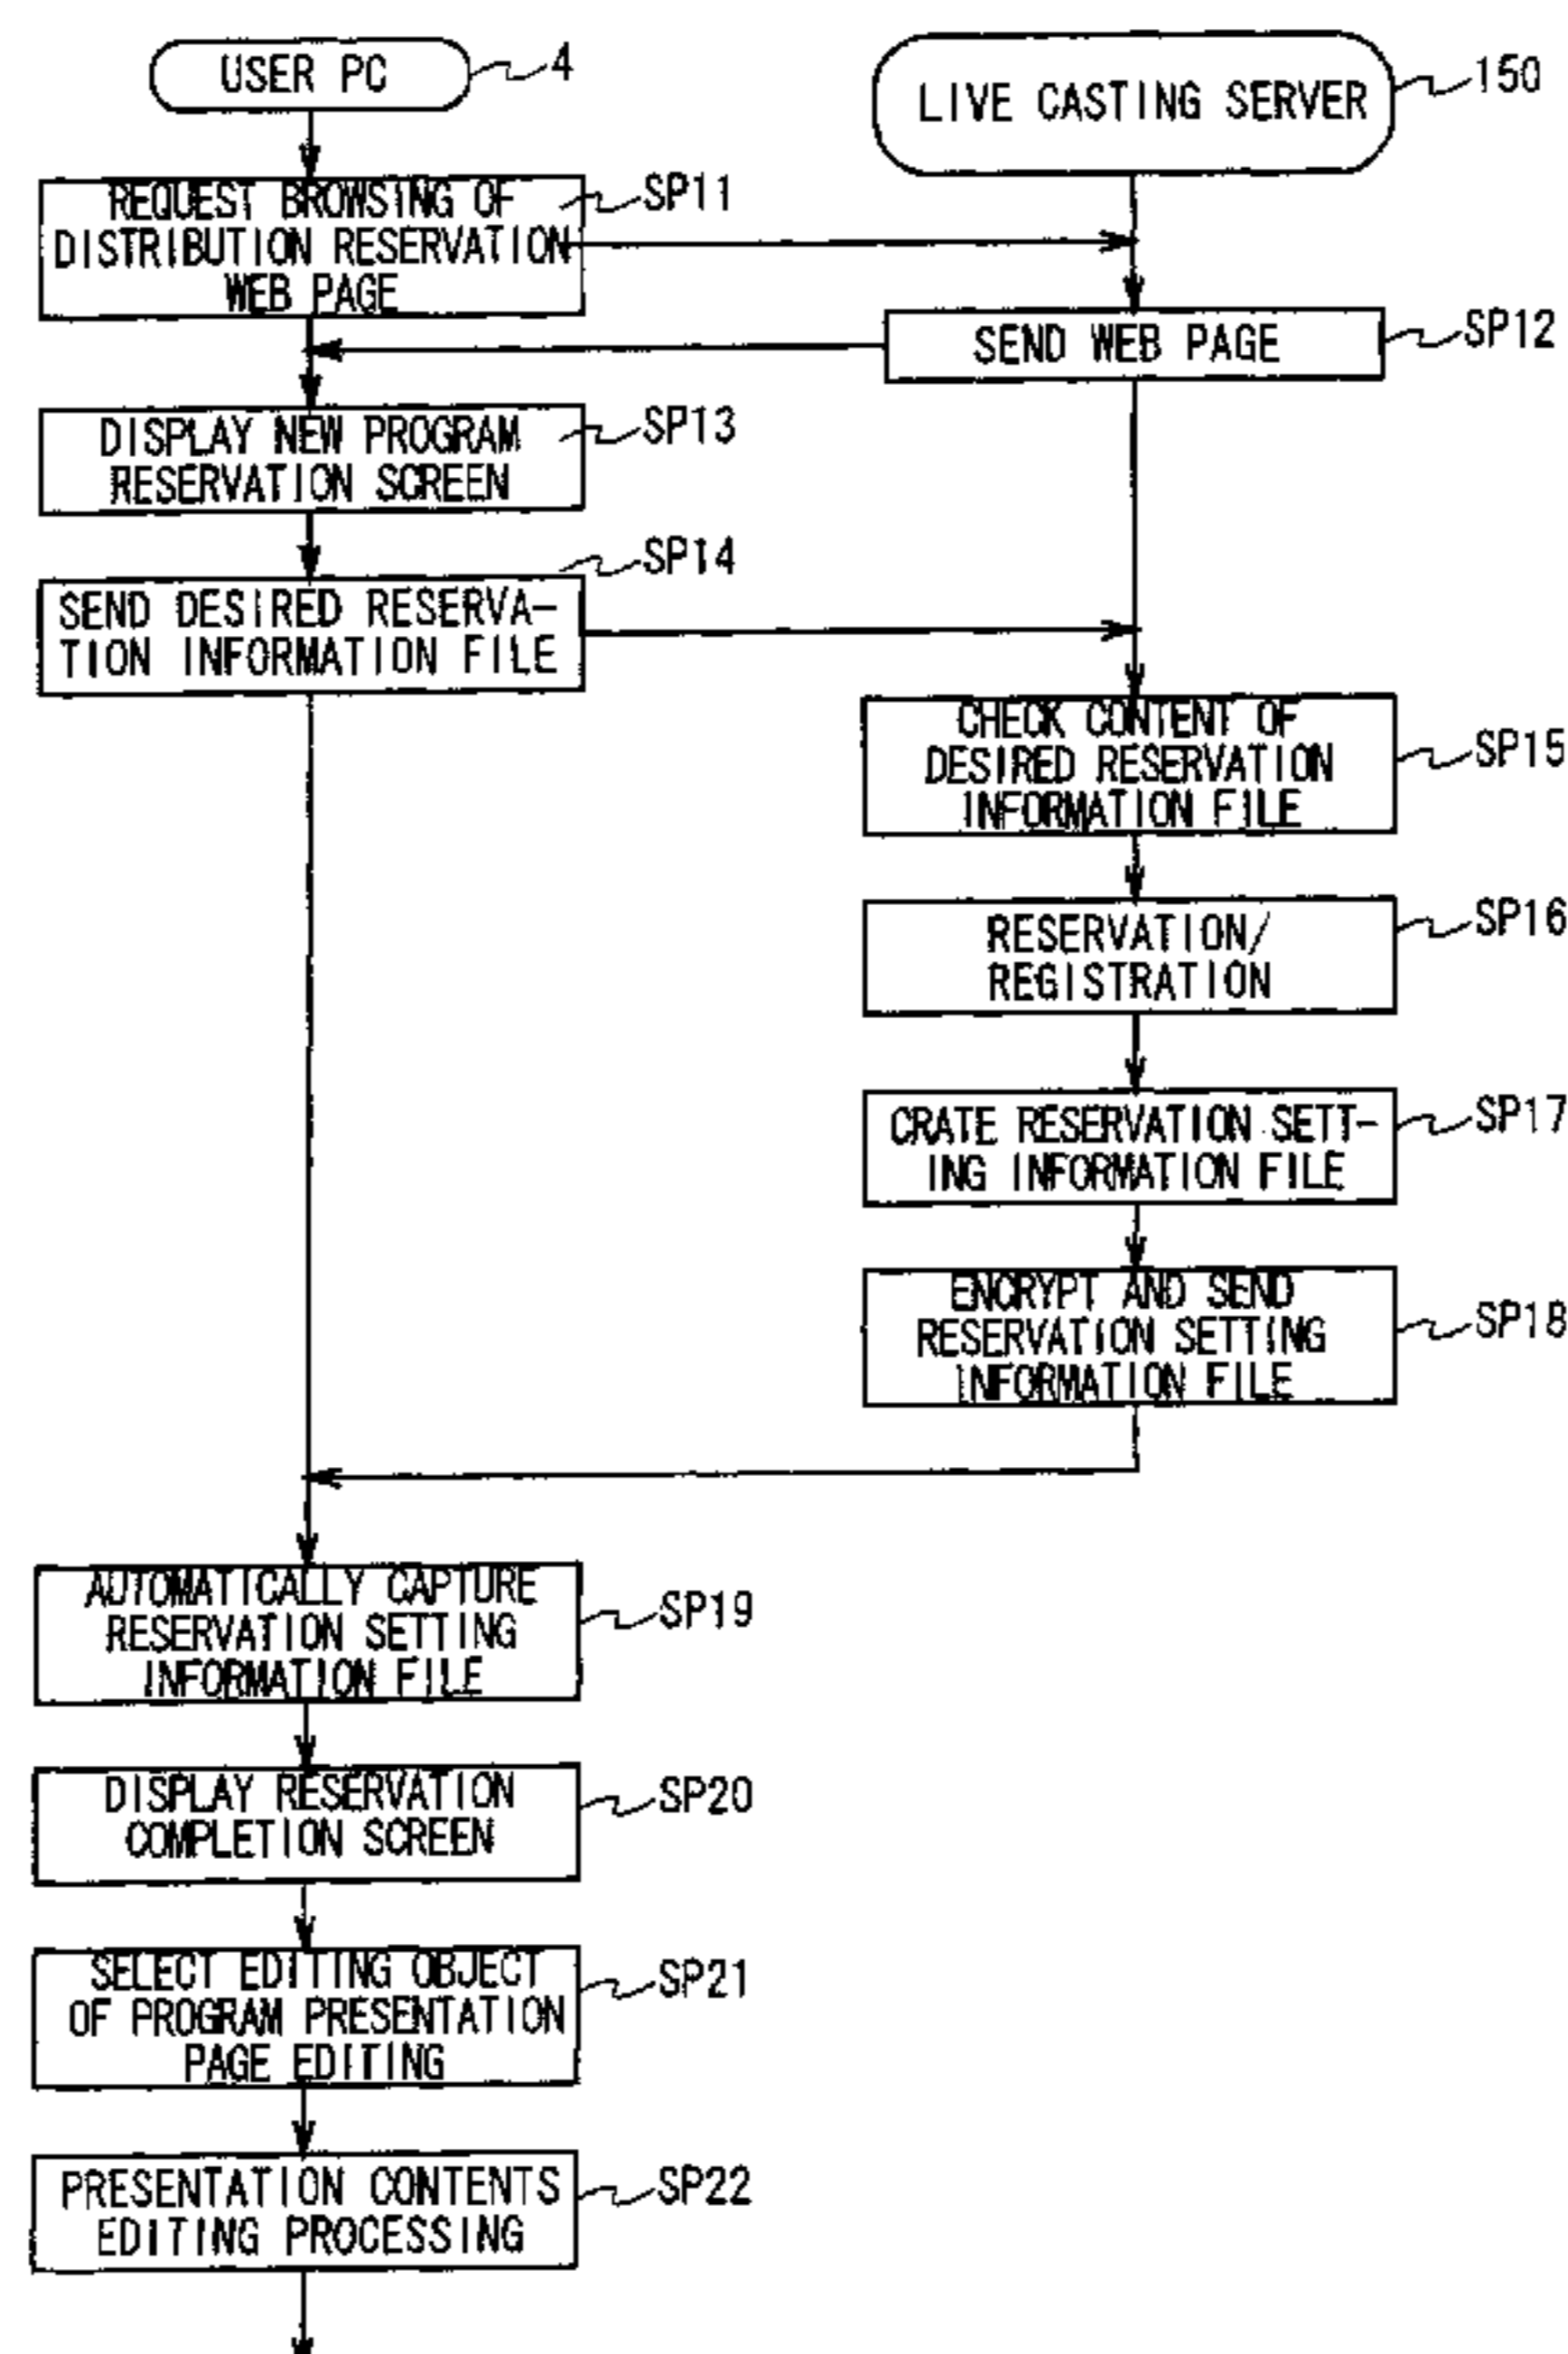 USER PC
4
LIVE CASTING SERVER
150
REQUEST BROWSING OF
DISTRIBUTION RESERVATION
WEB PAGE
SP11
SEND WEB PAGE
SP12
DISPLAY NEW PROGRAM
RESERVATION SCREEN
SP13
SEND DESIRED RESERVA-
TION INFORMATION FILE
SP14
CHECK CONTENT OF
DESIRED RESERVATION
INFORMATION FILE
SP15
RESERVATION/
REGISTRATION
SP16
CRATE RESERVATION SETT-
ING INFORMATION FILE
SP17
ENCRYPT AND SEND
RESERVATION SETTING
INFORMATION FILE
SP18
AUTOMATICALLY CAPTURE
RESERVATION SETTING
INFORMATION FILE
SP19
DISPLAY RESERVATION
COMPLETION SCREEN
SP20
SELECT EDITING OBJECT
OF PROGRAM PRESENTATION
PAGE EDITING
SP21
PRESENTATION CONTENTS
EDITING PROCESSING
SP22